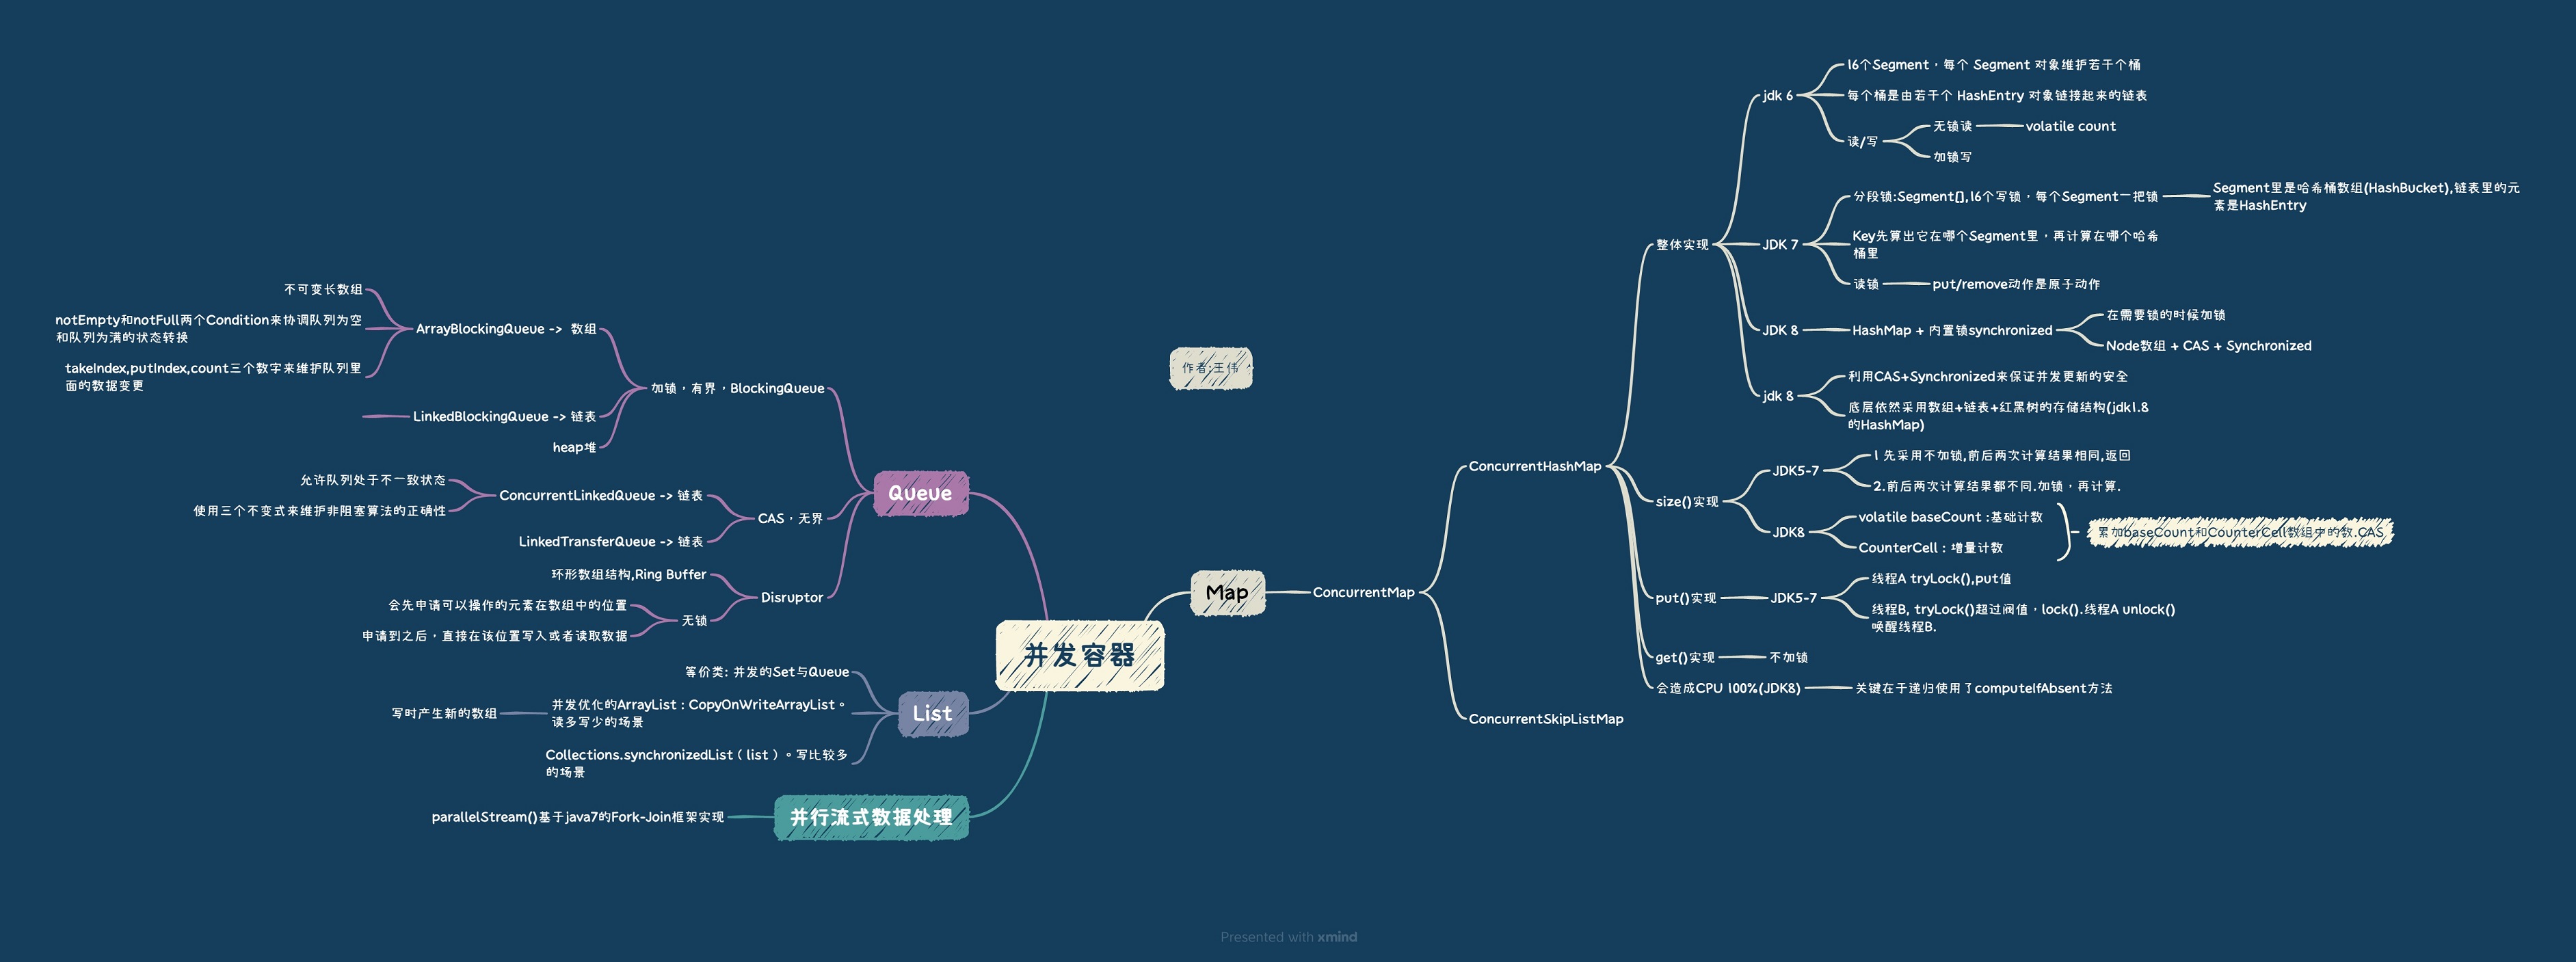 并发容器
作者:王伟
Map
ConcurrentMap
ConcurrentHashMap
整体实现
jdk 6
16个Segment，每个 Segment 对象维护若干个桶
每个桶是由若干个 HashEntry 对象链接起来的链表
读/写
无锁读
volatile count
加锁写
JDK 7
分段锁:Segment[],16个写锁，每个Segment一把锁
Segment里是哈希桶数组(HashBucket),链表里的元
素是HashEntry
Key先算出它在哪个Segment里，再计算在哪个哈希
桶里
读锁
put/remove动作是原子动作
JDK 8
HashMap + 内置锁synchronized
在需要锁的时候加锁
Node数组 + CAS + Synchronized
jdk 8
利用CAS+Synchronized来保证并发更新的安全
底层依然采用数组+链表+红黑树的存储结构(jdk1.8
的HashMap)
size()实现
JDK5-7
1 先采用不加锁,前后两次计算结果相同,返回
2.前后两次计算结果都不同.加锁，再计算.
JDK8
volatile baseCount :基础计数
CounterCell : 增量计数
累加baseCount和CounterCell数组中的数.CAS
put()实现
JDK5-7
线程A tryLock(),put值
线程B, tryLock()超过阀值，lock().线程A unlock()
唤醒线程B.
get()实现
不加锁
会造成CPU 100%(JDK8)
关键在于递归使用了computeIfAbsent方法
ConcurrentSkipListMap
Queue
加锁，有界，BlockingQueue
ArrayBlockingQueue -> 数组
不可变长数组
notEmpty和notFull两个Condition来协调队列为空
和队列为满的状态转换
takeIndex,putIndex,count三个数字来维护队列里
面的数据变更
LinkedBlockingQueue -> 链表
heap堆
CAS，无界
ConcurrentLinkedQueue -> 链表
允许队列处于不一致状态
使用三个不变式来维护非阻塞算法的正确性
LinkedTransferQueue -> 链表
Disruptor
环形数组结构,Ring Buffer
无锁
会先申请可以操作的元素在数组中的位置
申请到之后，直接在该位置写入或者读取数据
List
等价类: 并发的Set与Queue
并发优化的ArrayList : CopyOnWriteArrayList。
读多写少的场景
写时产生新的数组
Collections.synchronizedList（list）。写比较多
的场景
并行流式数据处理
parallelStream()基于java7的Fork-Join框架实现
Presented with xmind